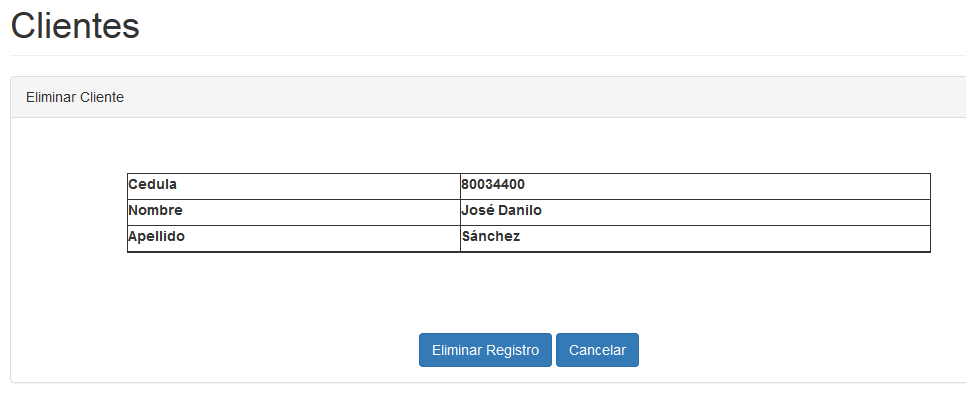 Clientes
Eliminar Cliente
Cedula 80034400
Nombre José Danilo
Apellido Sánchez
Eliminar Registro Cancelar